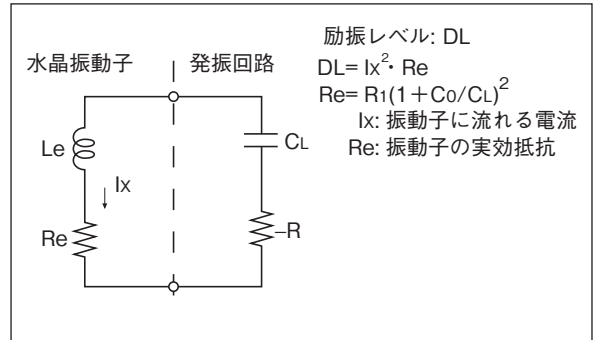 励振レベル: DL
水晶振動子 発振回路
DL= Ix²・Re
Re= R1(1+C0/CL)²
Ix: 振動子に流れる電流
Re: 振動子の実効抵抗
Le
CL
Ix
Re
–R